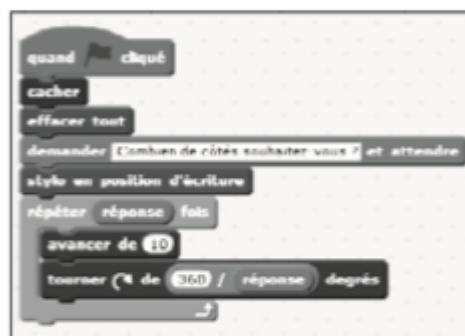 quand cliqué
cacher
effacer tout
demander Combien de côtés souhaitez vous ? et attendre
stylo en position d'écriture
répéter réponse fois
avancer de 10
tourner de 360 / réponse degrés